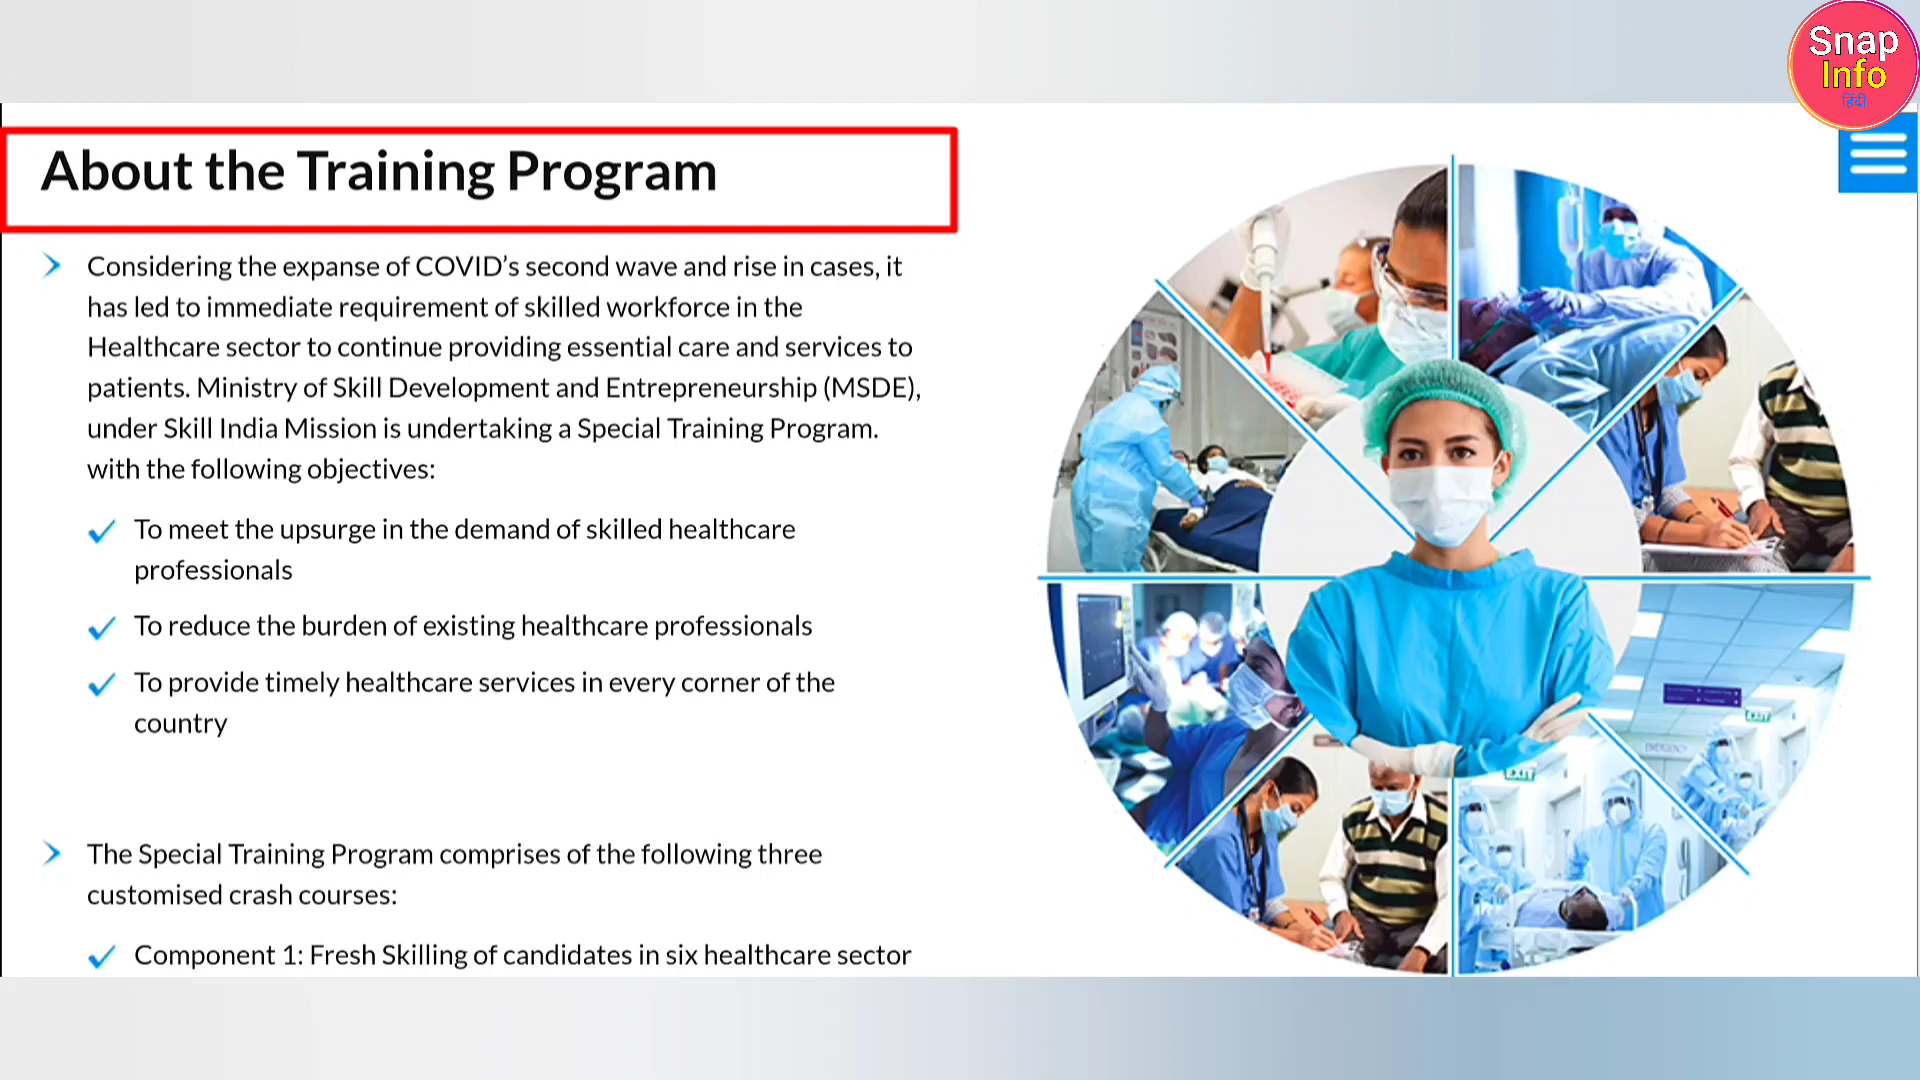 Snap
Info
हिंदी
About the Training Program
Considering the expanse of COVID’s second wave and rise in cases, it
has led to immediate requirement of skilled workforce in the
Healthcare sector to continue providing essential care and services to
patients. Ministry of Skill Development and Entrepreneurship (MSDE),
under Skill India Mission is undertaking a Special Training Program.
with the following objectives:
To meet the upsurge in the demand of skilled healthcare
professionals
To reduce the burden of existing healthcare professionals
To provide timely healthcare services in every corner of the
country
The Special Training Program comprises of the following three
customised crash courses:
Component 1: Fresh Skilling of candidates in six healthcare sector
EXIT
EMERGENCY
EXIT